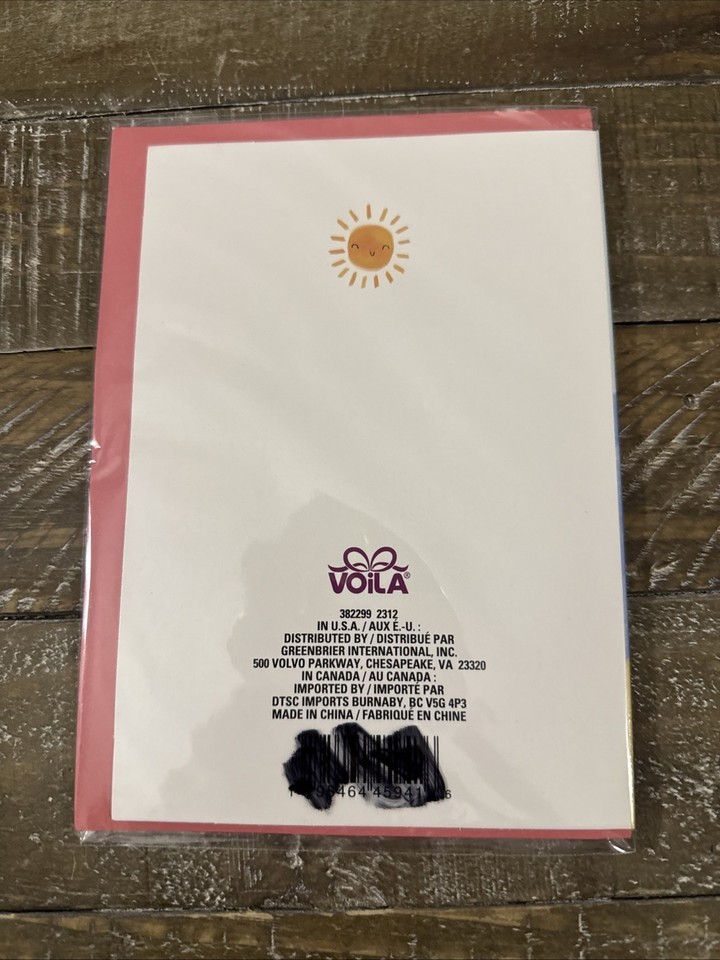 VOiLA®
382299 2312
IN U.S.A. / AUX É.-U. :
DISTRIBUTED BY / DISTRIBUÉ PAR
GREENBRIER INTERNATIONAL, INC.
500 VOLVO PARKWAY, CHESAPEAKE, VA 23320
IN CANADA / AU CANADA :
IMPORTED BY / IMPORTÉ PAR
DTSC IMPORTS BURNABY, BC V5G 4P3
MADE IN CHINA / FABRIQUÉ EN CHINE